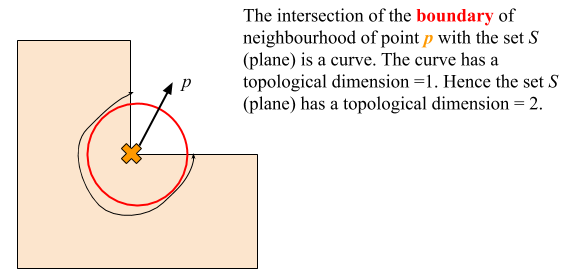 The intersection of the boundary of
neighbourhood of point p with the set S
(plane) is a curve. The curve has a
topological dimension =1. Hence the set S
(plane) has a topological dimension = 2.
p